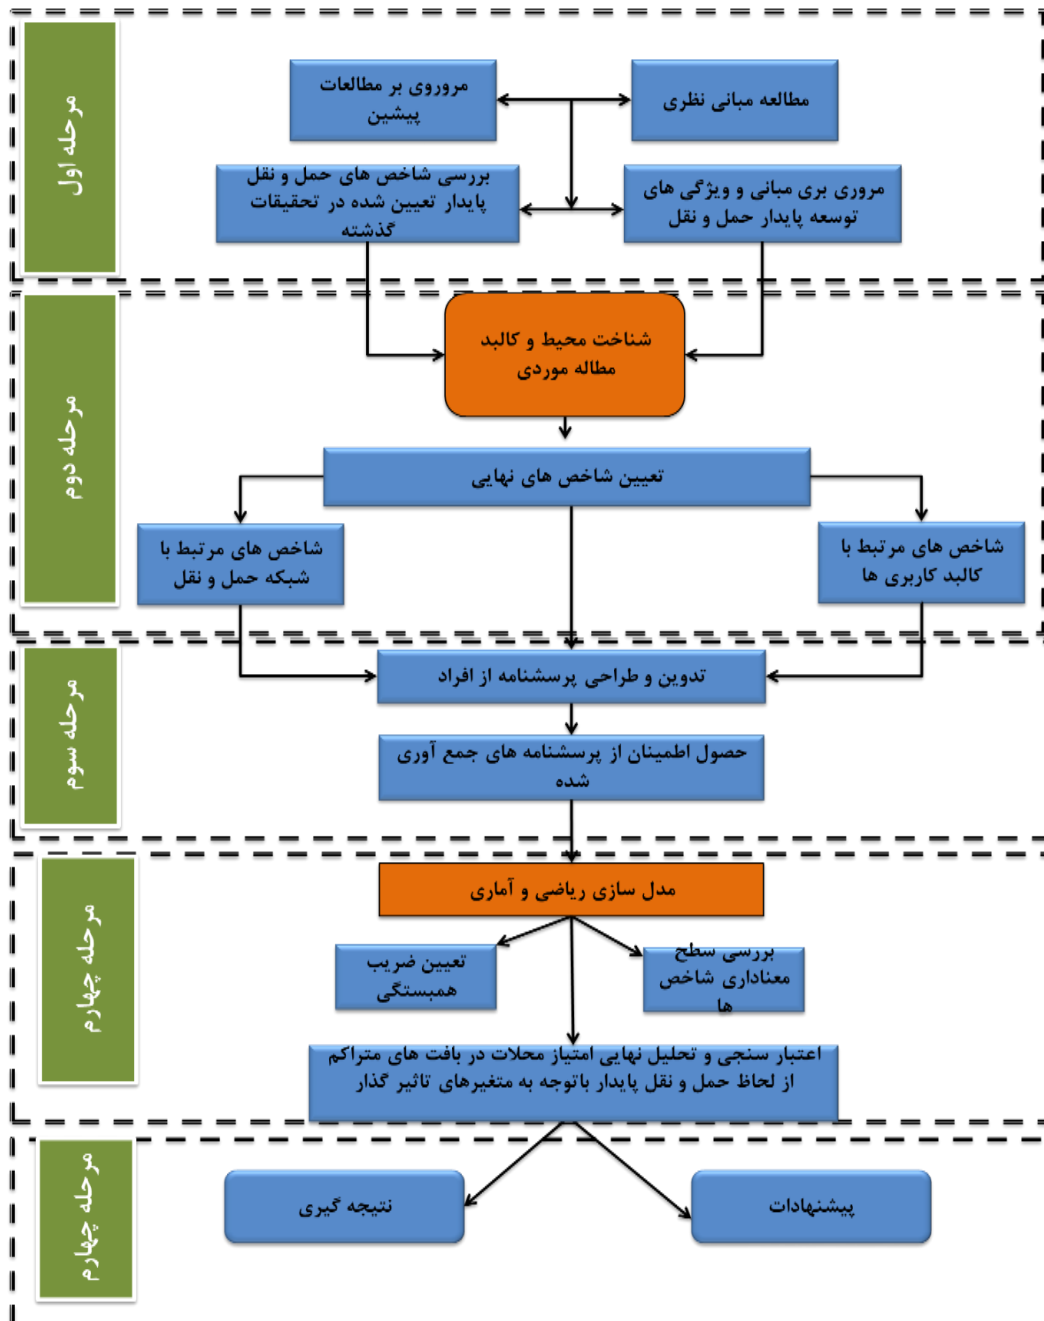 مرحله اول
مطالعه مبانی نظری
مروروی بر مطالعات
پیشین
مروری بری مبانی و ویژگی های
توسعه پایدار حمل و نقل
بررسی شاخص های حمل و نقل
پایدار تعیین شده در تحقیقات
گذشته
مرحله دوم
شناخت محیط و کالبد
مطاله موردی
تعیین شاخص های نهایی
شاخص های مرتبط با
کالبد کاربری ها
شاخص های مرتبط با
شبکه حمل و نقل
مرحله سوم
تدوین و طراحی پرسشنامه از افراد
حصول اطمینان از پرسشنامه های جمع آوری
شده
مرحله چهارم
مدل سازی ریاضی و آماری
بررسی سطح
معناداری شاخص
ها
تعیین ضریب
همبستگی
اعتبار سنجی و تحلیل نهایی امتیاز محلات در بافت های متراکم
از لحاظ حمل و نقل پایدار باتوجه به متغیرهای تاثیر گذار
مرحله چهارم
پیشنهادات
نتیجه گیری